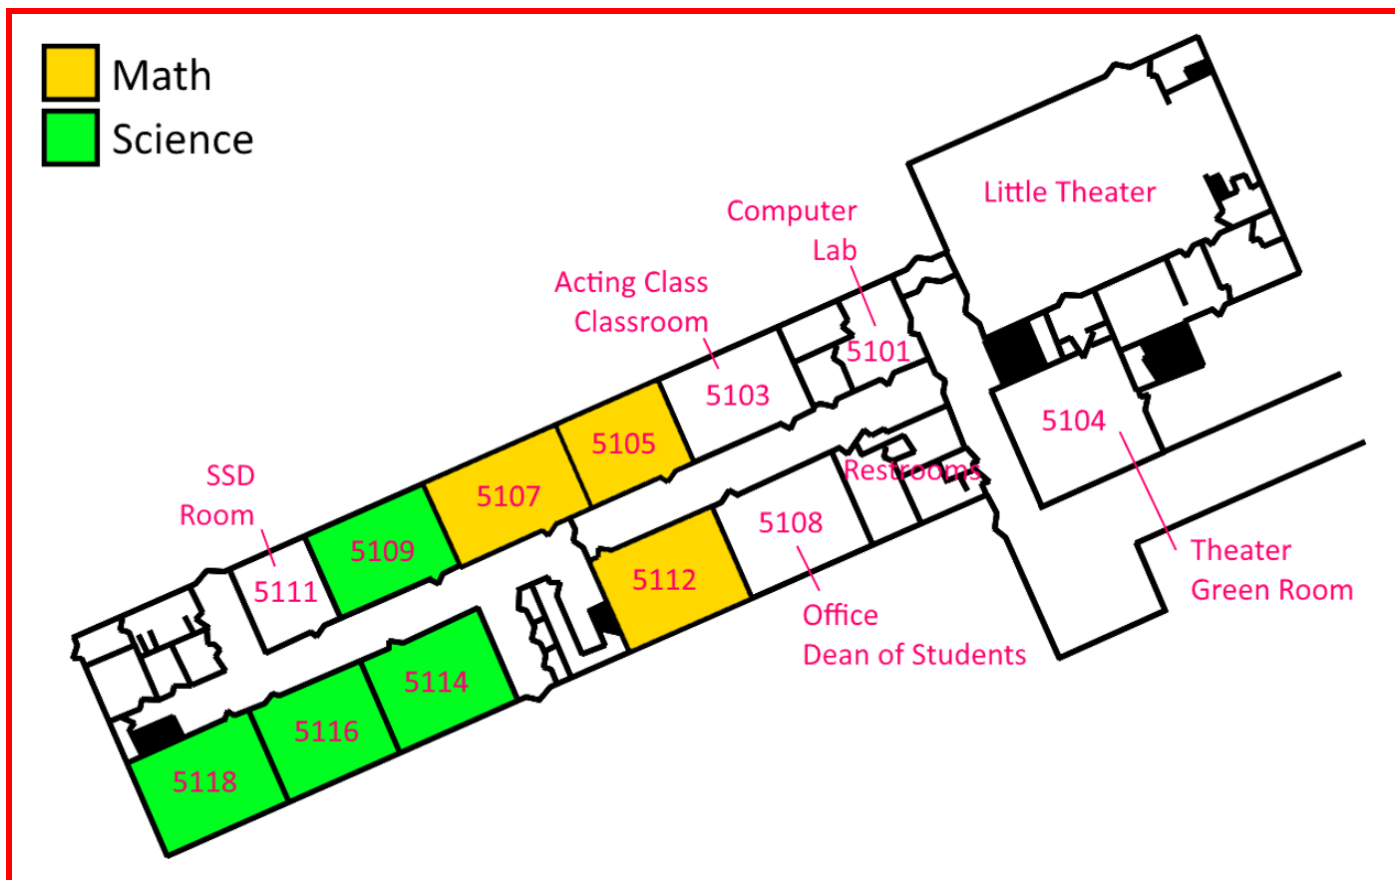 Math
Science
Little Theater
Computer
Lab
Acting Class
Classroom
5101
5103
5104
5105
SSD
Room
5107
Restrooms
5108
5109
5111
5112
Theater
Green Room
Office
Dean of Students
5114
5116
5118